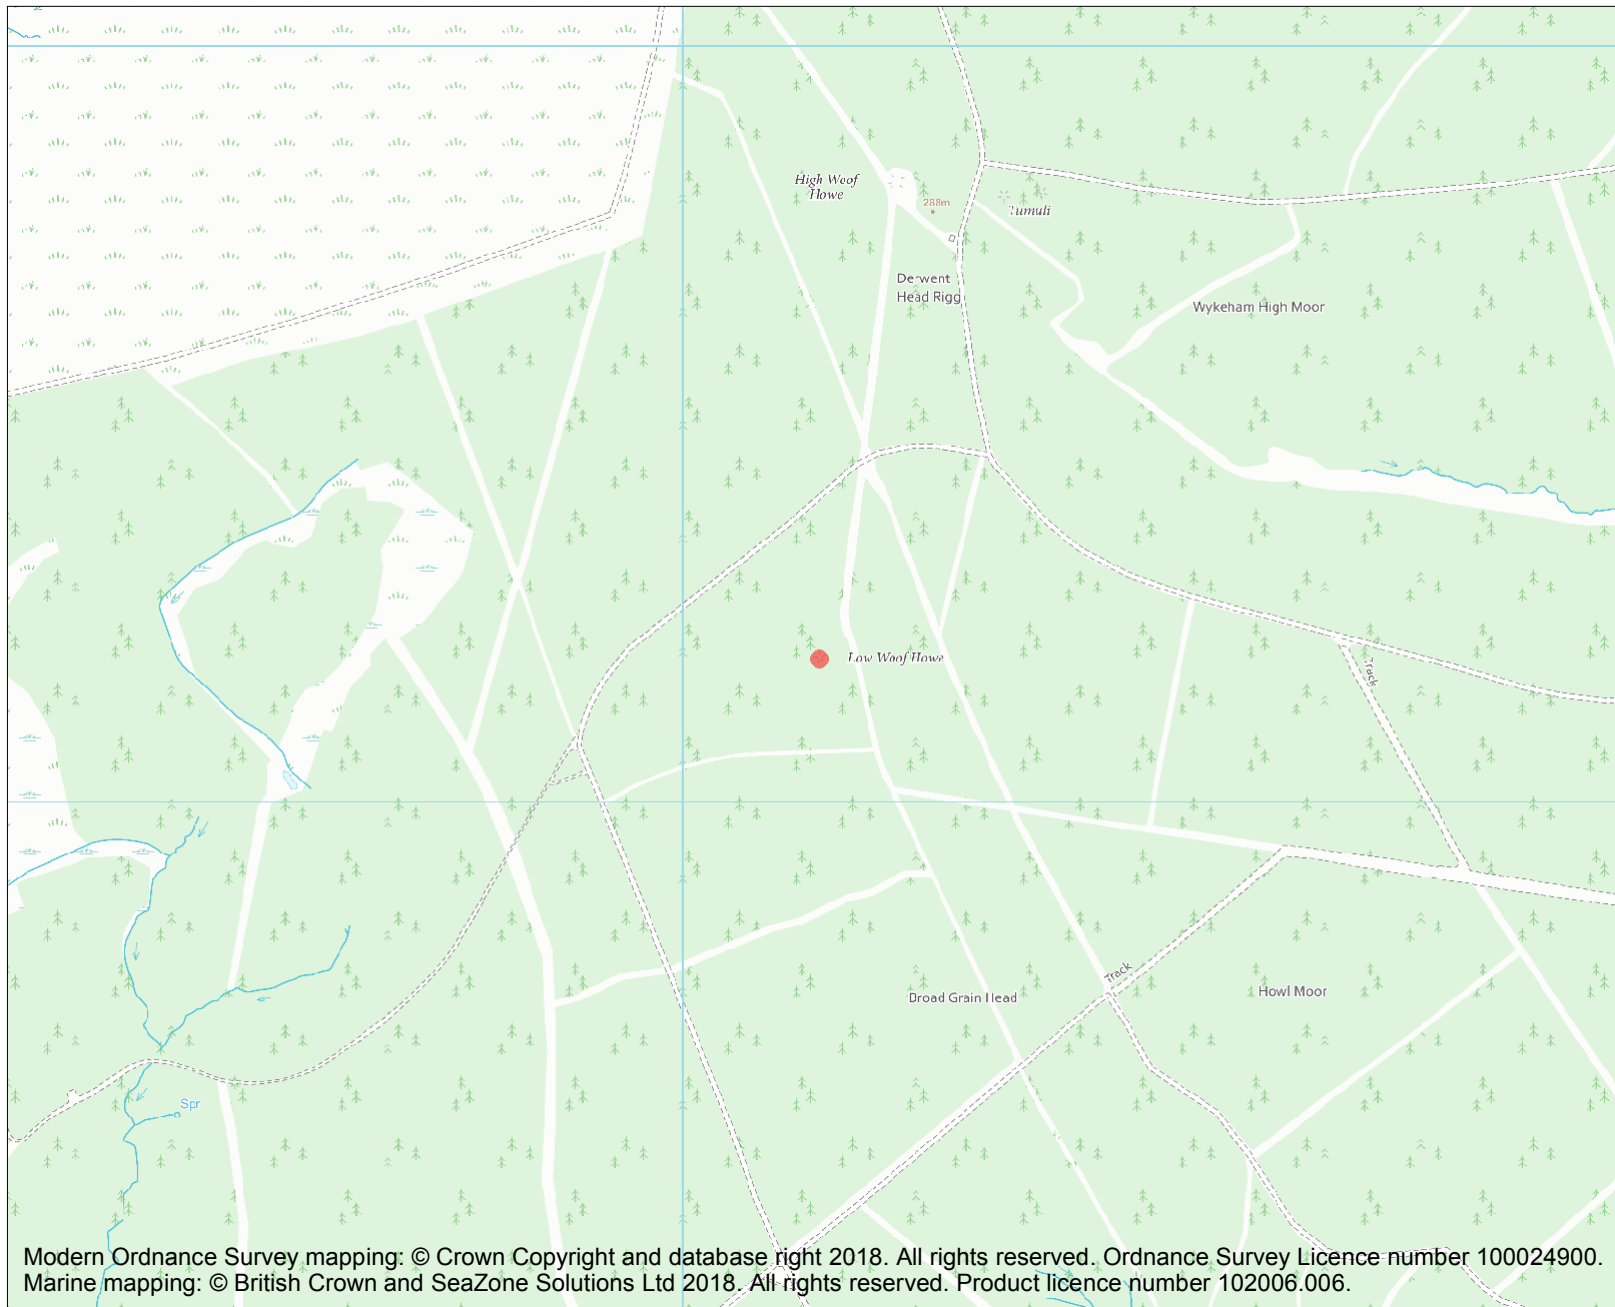 High Woof
Howe
288m
Tumuli
Derwent
Head Rigg
Wykeham High Moor
Low Woof Howe
Track
Track
Broad Grain Head
Howl Moor
Spr
Modern Ordnance Survey mapping: © Crown Copyright and database right 2018. All rights reserved. Ordnance Survey Licence number 100024900.
Marine mapping: © British Crown and SeaZone Solutions Ltd 2018. All rights reserved. Product licence number 102006.006.